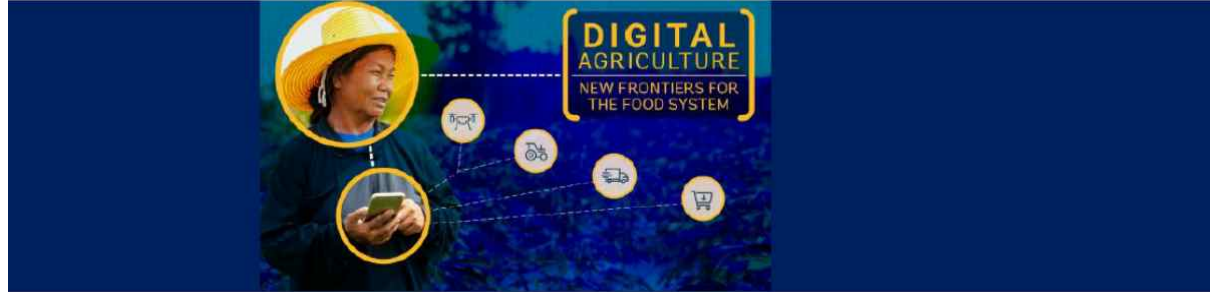 DIGITAL
AGRICULTURE
NEW FRONTIERS FOR
THE FOOD SYSTEM